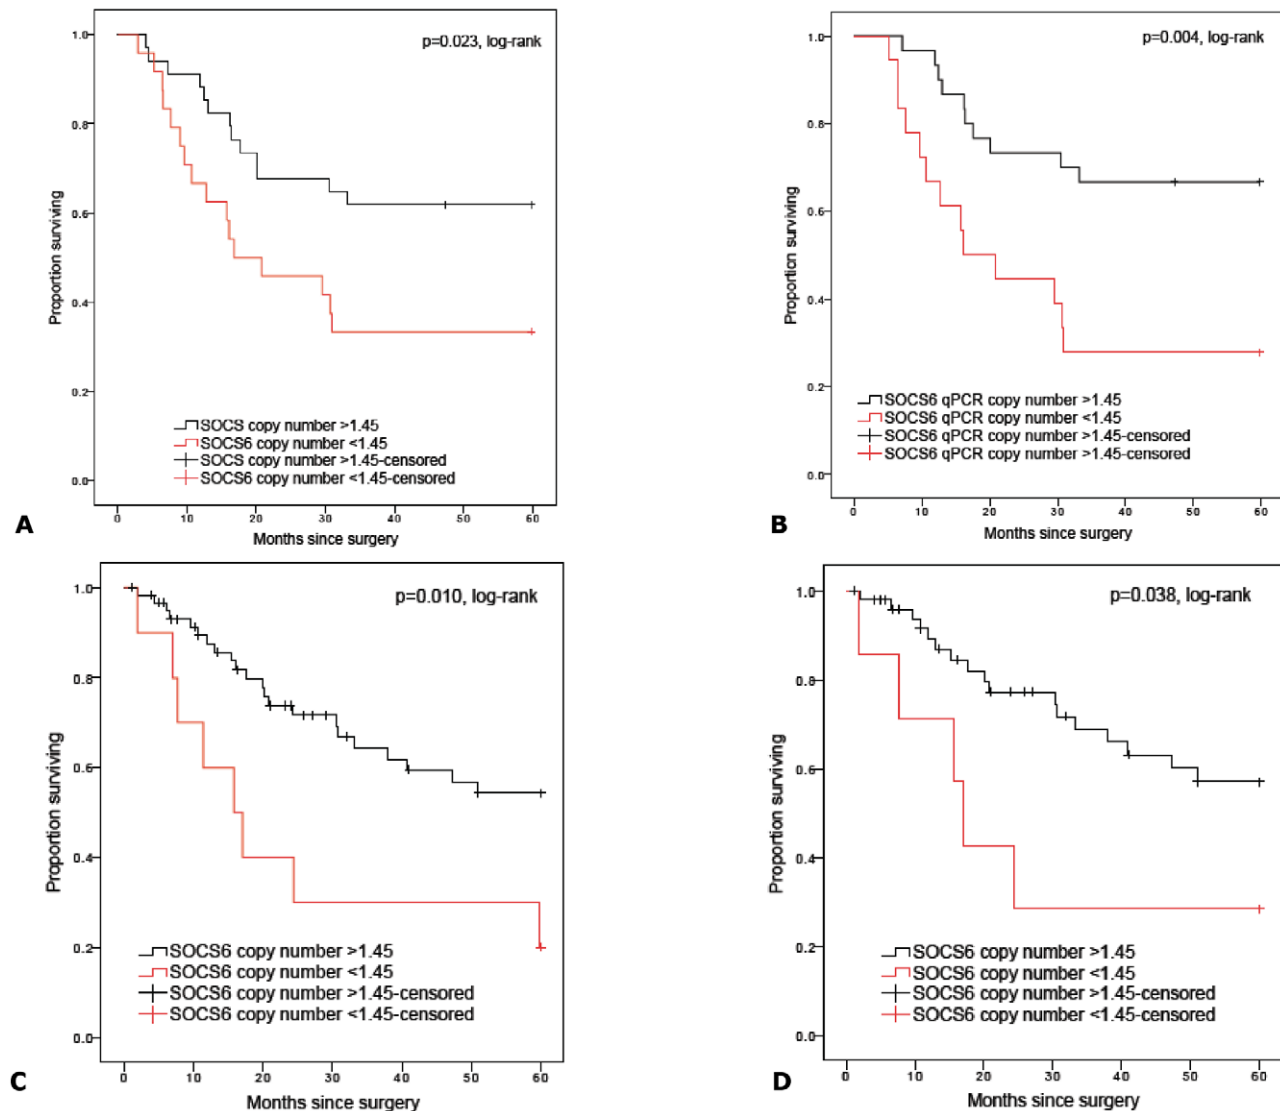 p=0.023, log-rank
1.0
0.8
0.6
0.4
0.2
0.0
Proportion surviving
SOCS copy number >1.45
SOCS6 copy number <1.45
SOCS copy number >1.45-censored
SOCS6 copy number <1.45-censored
0 10 20 30 40 50 60
Months since surgery
A
p=0.004, log-rank
1.0
0.8
0.6
0.4
0.2
0.0
Proportion surviving
SOCS6 qPCR copy number >1.45
SOCS6 qPCR copy number <1.45
SOCS6 qPCR copy number >1.45-censored
SOCS6 qPCR copy number >1.45-censored
0 10 20 30 40 50 60
Months since surgery
B
p=0.010, log-rank
1.0
0.8
0.6
0.4
0.2
0.0
Proportion surviving
SOCS6 copy number >1.45
SOCS6 copy number <1.45
SOCS6 copy number >1.45-censored
SOCS6 copy number <1.45-censored
0 10 20 30 40 50 60
Months since surgery
C
p=0.038, log-rank
1.0
0.8
0.6
0.4
0.2
0.0
Proportion surviving
SOCS6 copy number >1.45
SOCS6 copy number <1.45
SOCS6 copy number >1.45-censored
SOCS6 copy number <1.45-censored
0 10 20 30 40 50 60
Months since surgery
D